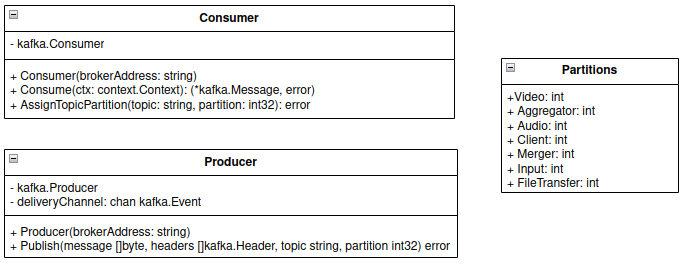 Consumer
- kafka.Consumer
+ Consumer(brokerAddress: string)
+ Consume(ctx: context.Context): (*kafka.Message, error)
+ AssignTopicPartition(topic: string, partition: int32): error
Producer
- kafka.Producer
- deliveryChannel: chan kafka.Event
+ Producer(brokerAddress: string)
+ Publish(message []byte, headers []kafka.Header, topic string, partition int32) error
Partitions
+Video: int
+ Aggregator: int
+ Audio: int
+ Client: int
+ Merger: int
+ Input: int
+ FileTransfer: int